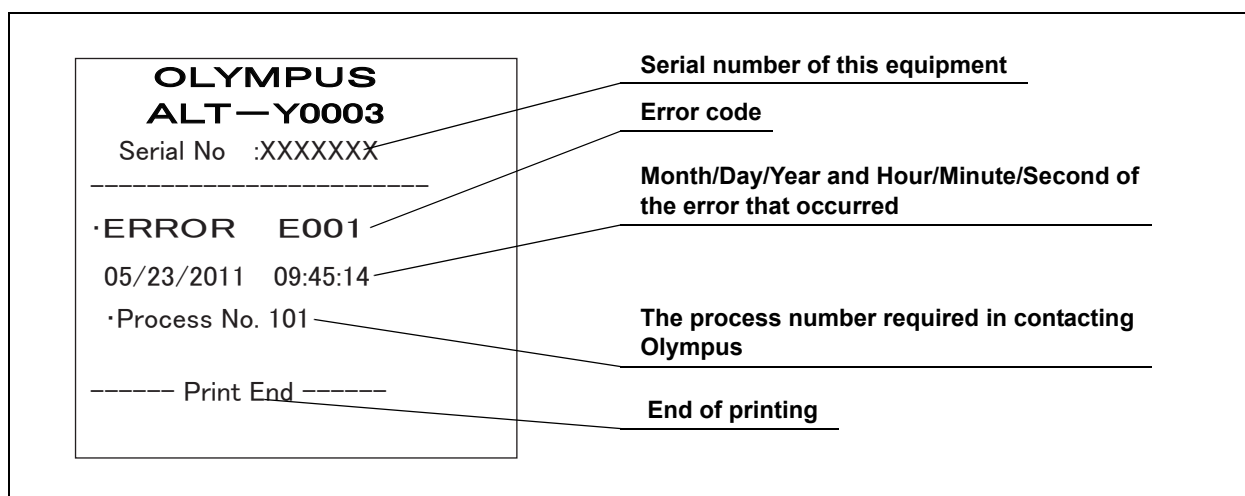 OLYMPUS
ALT—Y0003
Serial No :XXXXXXX
------------------------
·ERROR E001
05/23/2011 09:45:14
·Process No. 101
------ Print End ------
Serial number of this equipment
Error code
Month/Day/Year and Hour/Minute/Second of
the error that occurred
The process number required in contacting
Olympus
End of printing